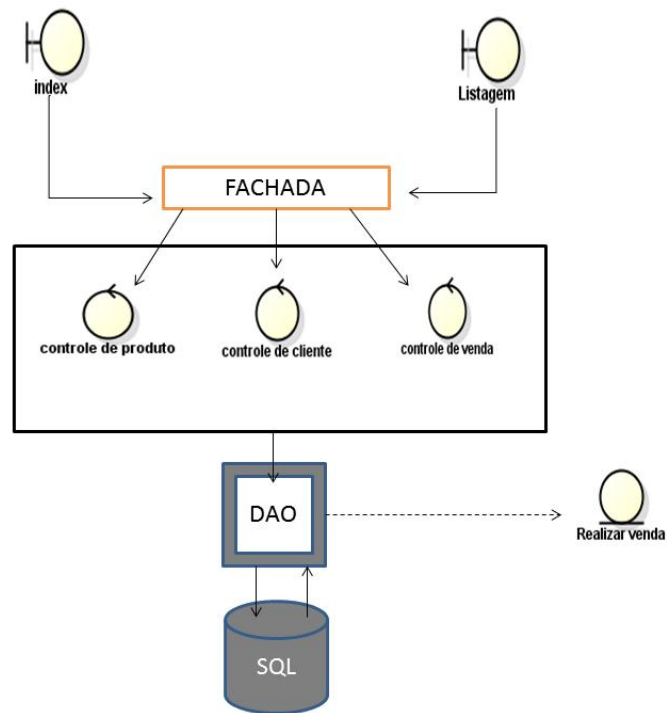 index
Listagem
FACHADA
controle de produto
controle de cliente
controle de venda
DAO
Realizar venda
SQL